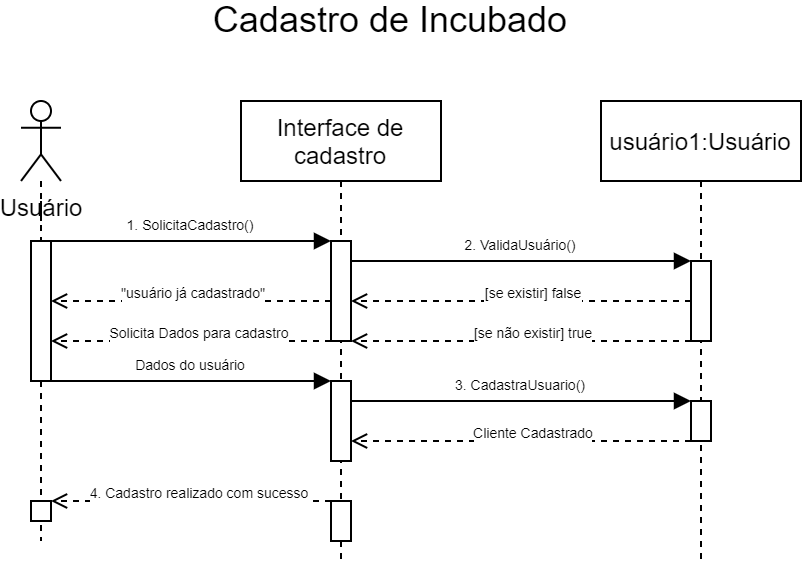 Cadastro de Incubado
Interface de
cadastro
usuário1:Usuário
Usuário
1. SolicitaCadastro()
2. ValidaUsuário()
"usuário já cadastrado"
[se existir] false
Solicita Dados para cadastro
[se não existir] true
Dados do usuário
3. CadastraUsuario()
Cliente Cadastrado
4. Cadastro realizado com sucesso